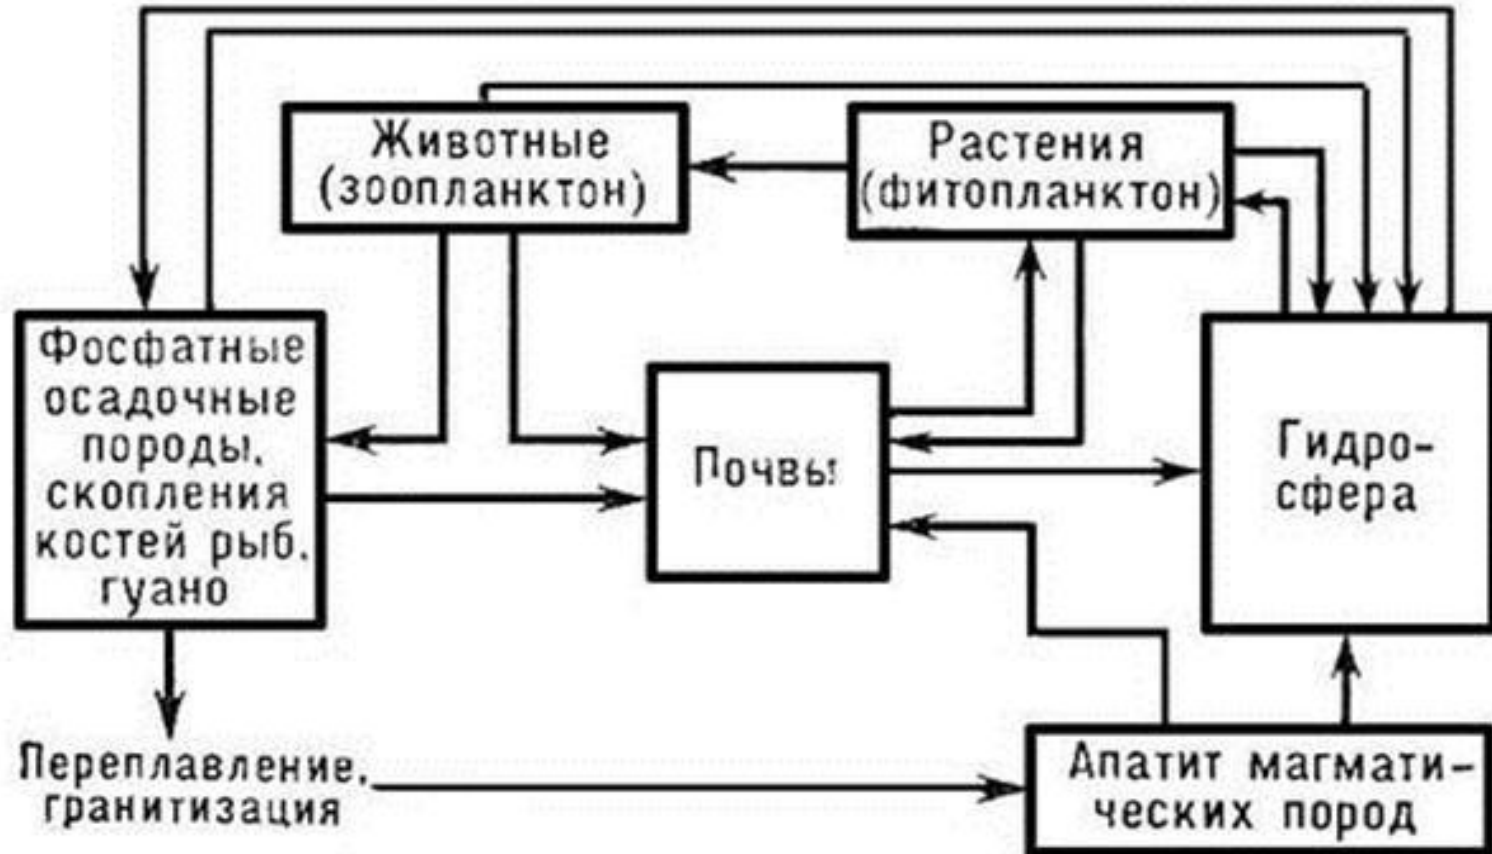 Животные
(зоопланктон)
Растения
(фитопланктон)
Фосфатные
осадочные
породы,
скопления
костей рыб,
гуано
Почвы
Гидро-
сфера
Переплавление,
гранитизация
Апатит магмати-
ческих пород